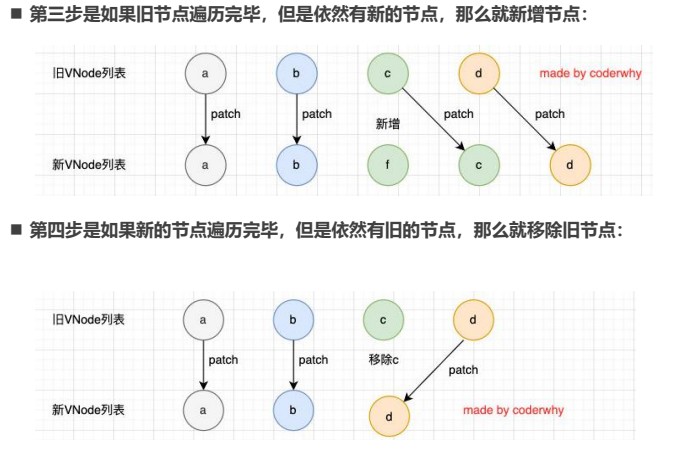 ■ 第三步是如果旧节点遍历完毕，但是依然有新的节点，那么就新增节点：
旧VNode列表 a b c d made by coderwhy
patch patch patch patch
新增
新VNode列表 a b f c d
■ 第四步是如果新的节点遍历完毕，但是依然有旧的节点，那么就移除旧节点：
旧VNode列表 a b c d
patch patch 移除c patch
新VNode列表 a b d made by coderwhy